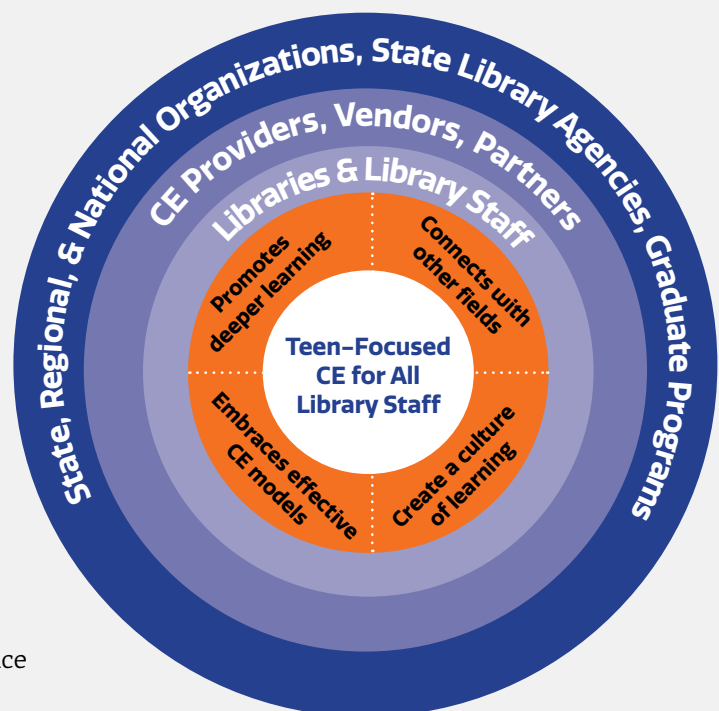 State, Regional, & National Organizations, State Library Agencies, Graduate Programs
CE Providers, Vendors, Partners
Libraries & Library Staff
Promotes
deeper learning
Connects with
other fields
Teen-Focused
CE for All
Library Staff
Embraces effective
CE models
Create a culture
of learning